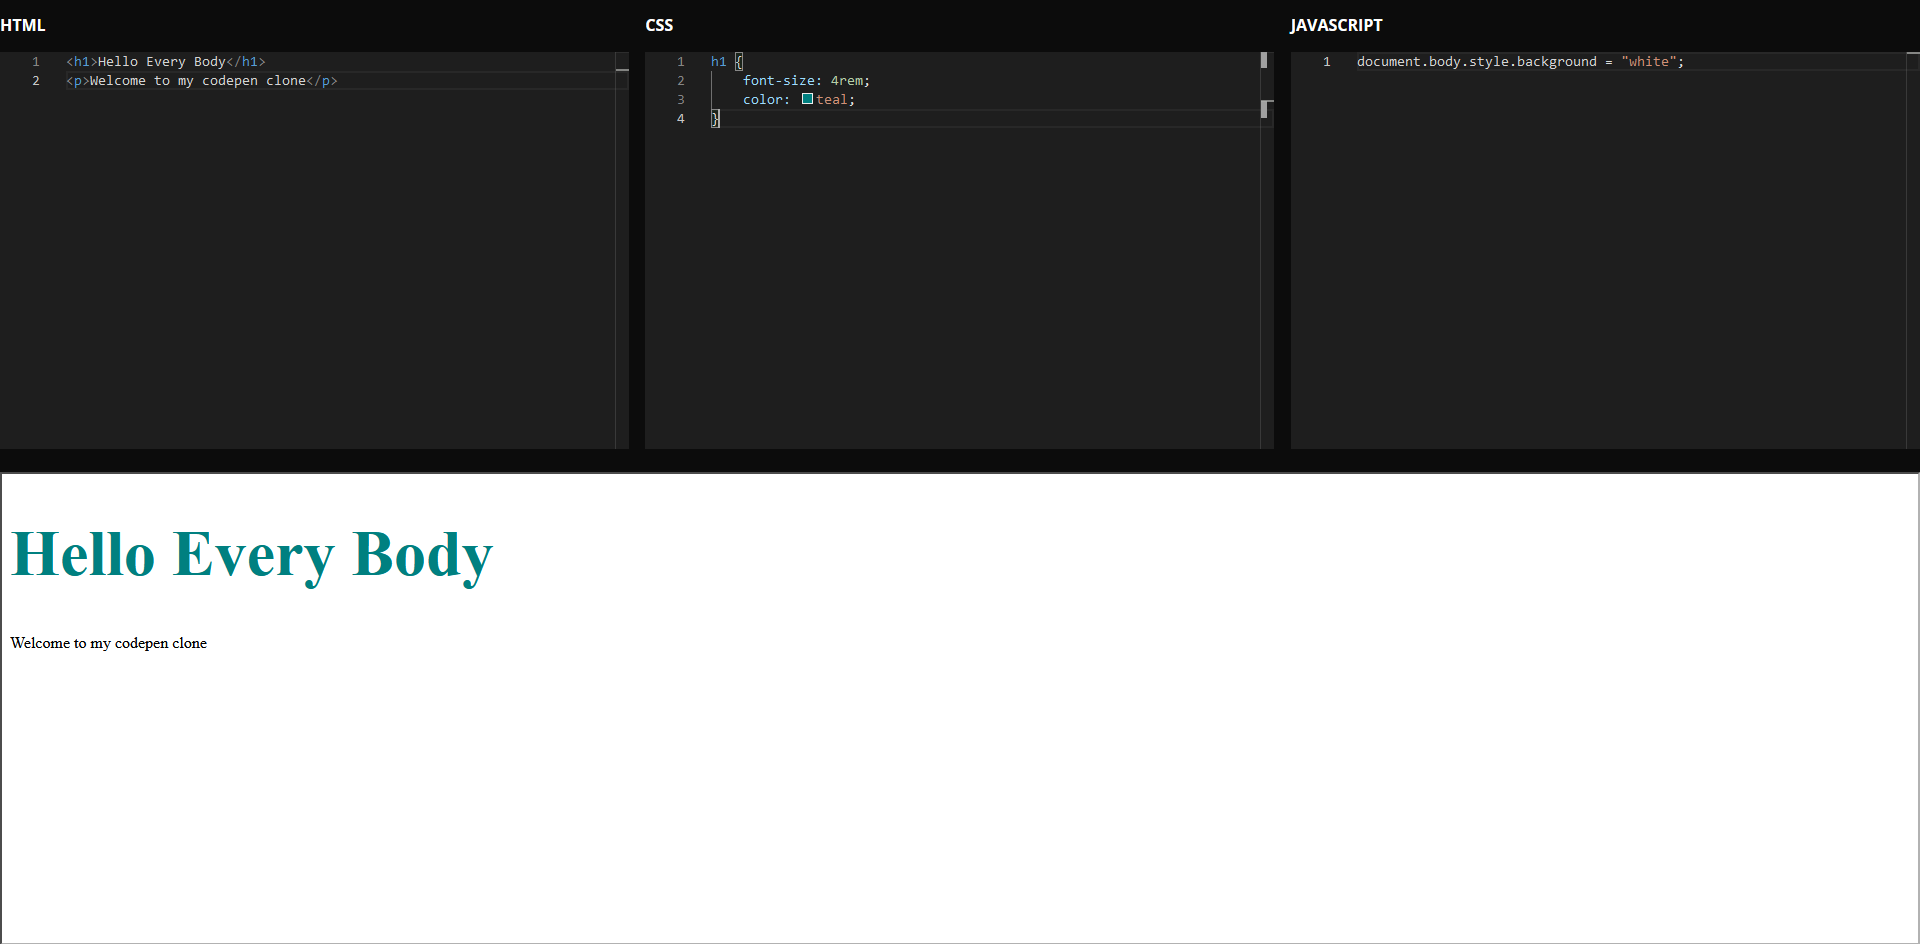 HTML
1 <h1>Hello Every Body</h1>
2 <p>Welcome to my codepen clone</p>
CSS
1 h1 {
2     font-size: 4rem;
3     color: teal;
4 }
JAVASCRIPT
1 document.body.style.background = "white";
Hello Every Body
Welcome to my codepen clone